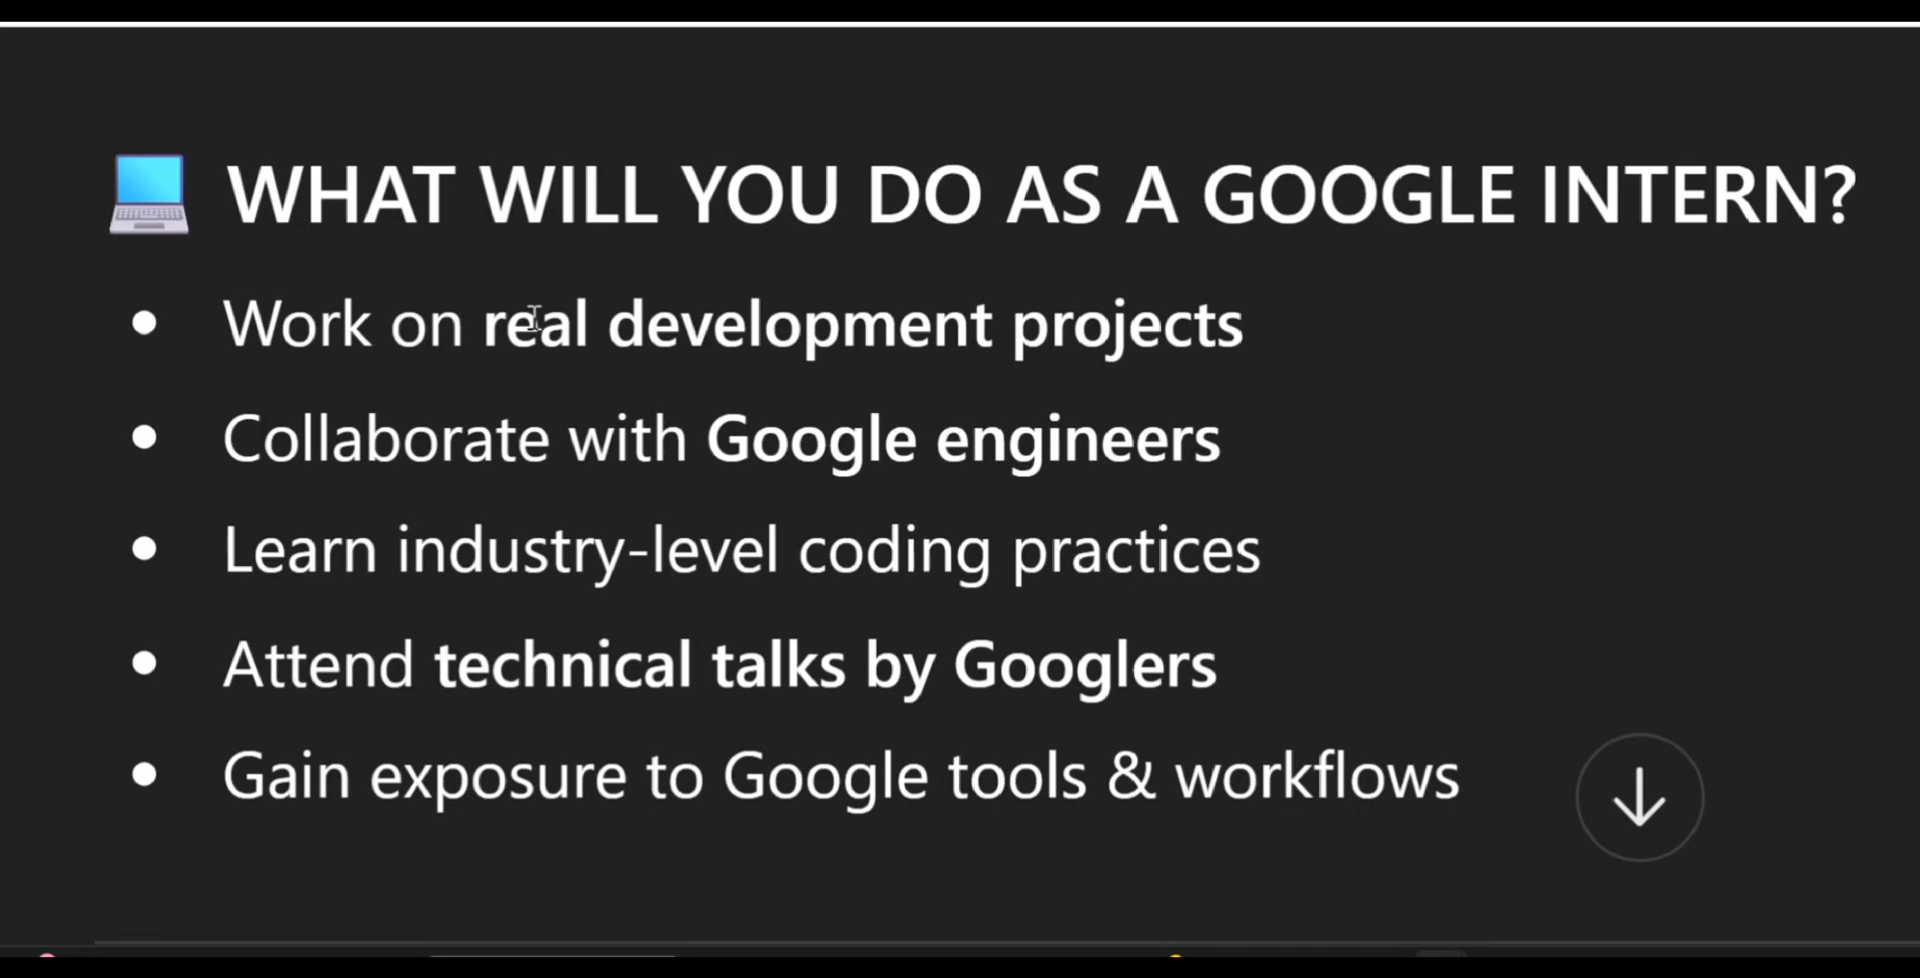 WHAT WILL YOU DO AS A GOOGLE INTERN?
Work on real development projects
Collaborate with Google engineers
Learn industry-level coding practices
Attend technical talks by Googlers
Gain exposure to Google tools & workflows